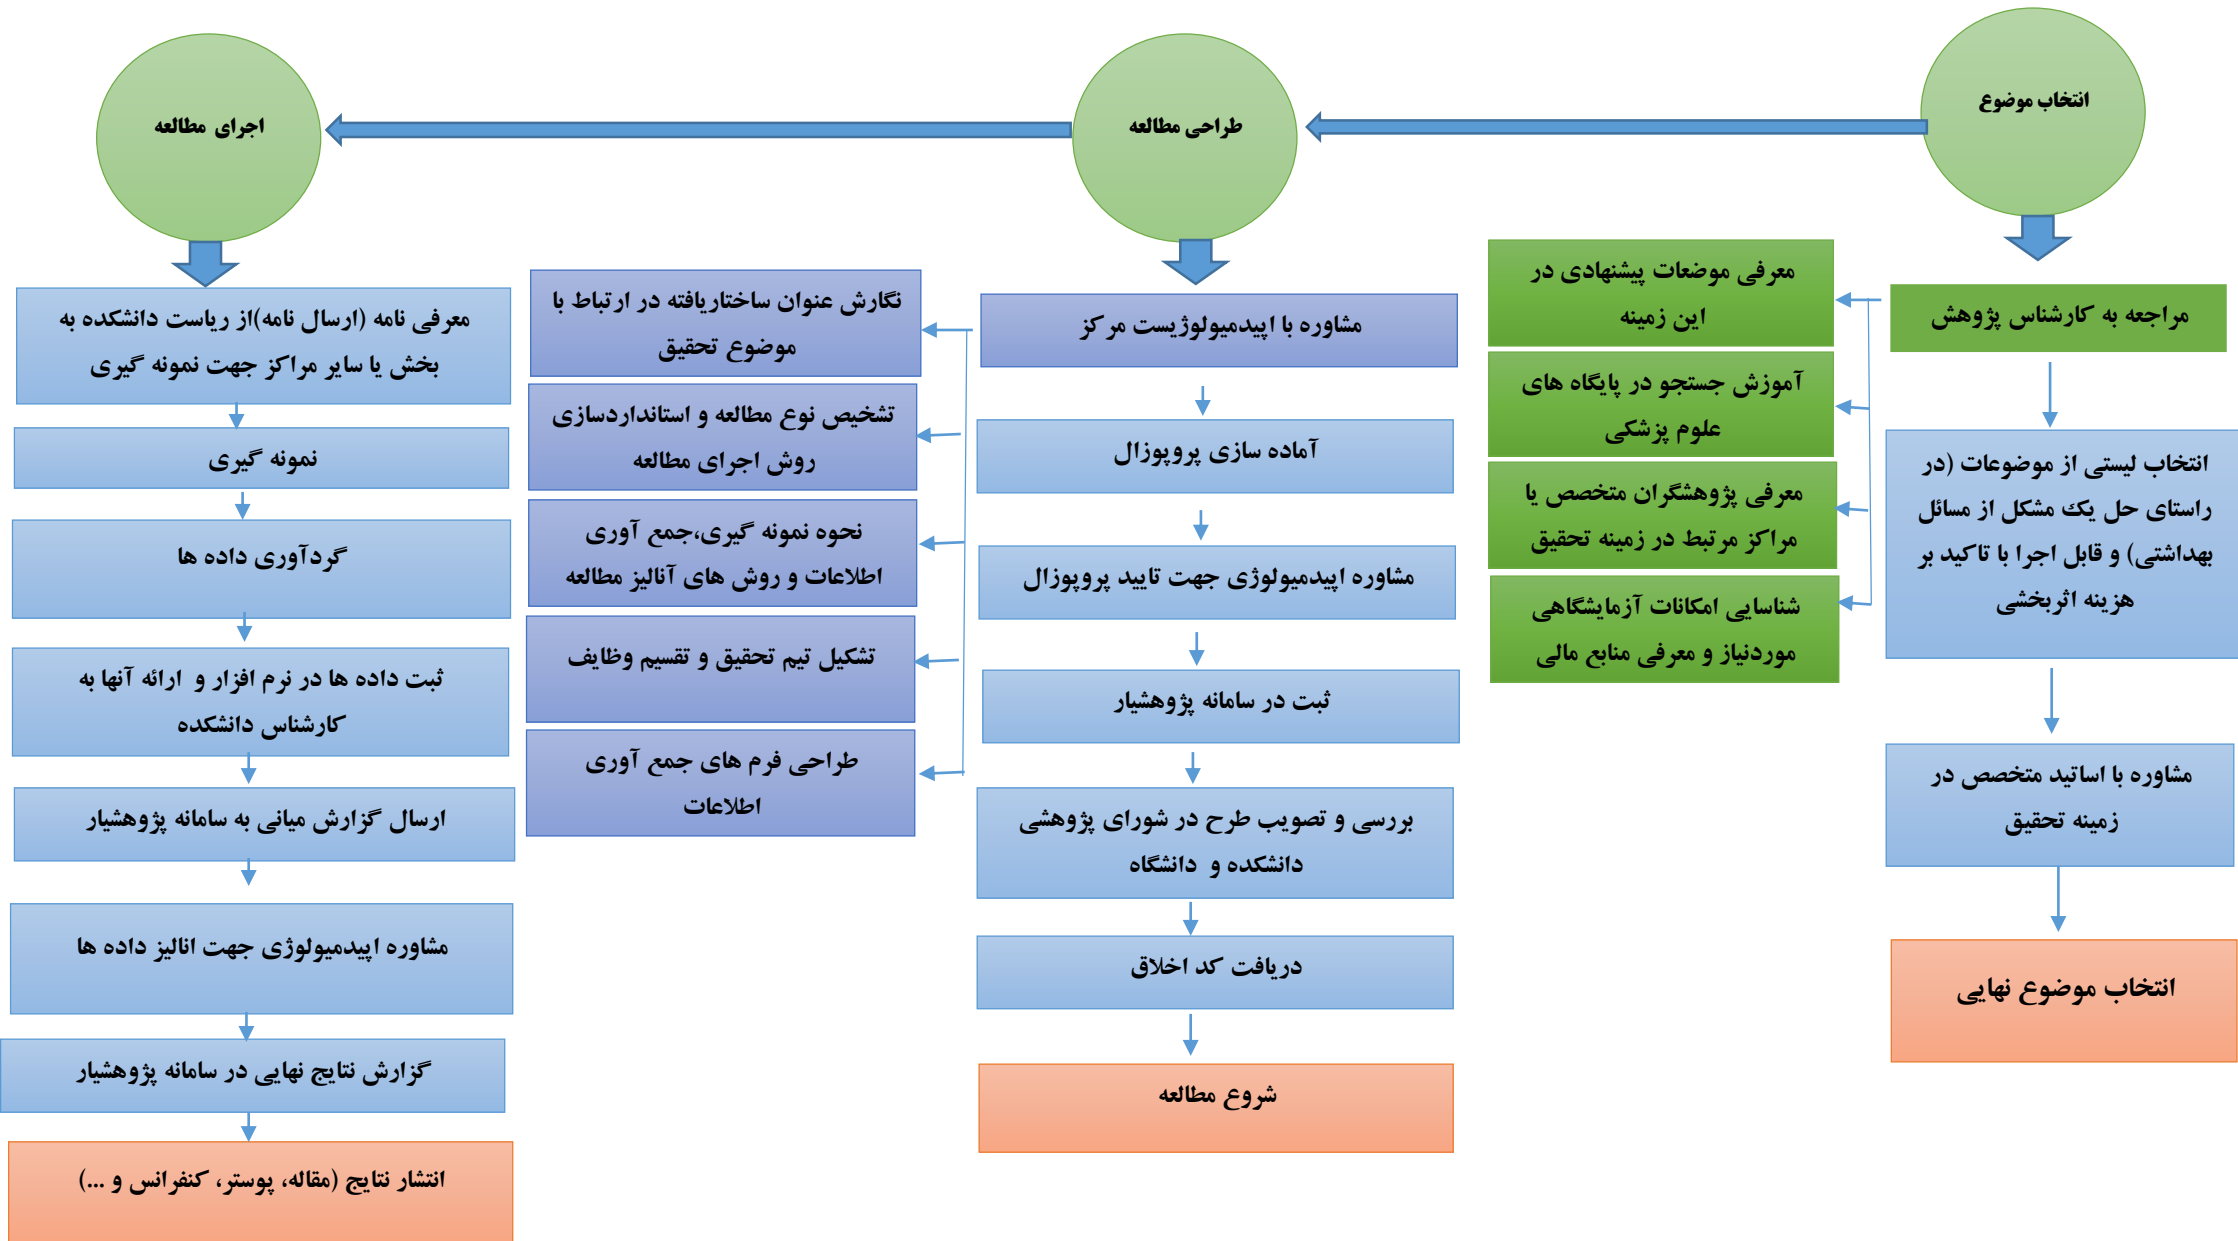 انتخاب موضوع
طراحی مطالعه
اجرای مطالعه
مراجعه به کارشناس پژوهش
انتخاب لیستی از موضوعات (در
راستای حل یک مشکل از مسائل
بهداشتی) و قابل اجرا با تاکید بر
هزینه اثربخشی
مشاوره با اساتید متخصص در
زمینه تحقیق
انتخاب موضوع نهایی
معرفی موضعات پیشنهادی در
این زمینه
آموزش جستجو در پایگاه های
علوم پزشکی
معرفی پژوهشگران متخصص یا
مراکز مرتبط در زمینه تحقیق
شناسایی امکانات آزمایشگاهی
موردنیاز و معرفی منابع مالی
مشاوره با اپیدمیولوژیست مرکز
آماده سازی پروپوزال
مشاوره اپیدمیولوژی جهت تایید پروپوزال
ثبت در سامانه پژوهشیار
بررسی و تصویب طرح در شورای پژوهشی
دانشکده و دانشگاه
دریافت کد اخلاق
شروع مطالعه
نگارش عنوان ساختاریافته در ارتباط با
موضوع تحقیق
تشخیص نوع مطالعه و استانداردسازی
روش اجرای مطالعه
نحوه نمونه گیری،جمع آوری
اطلاعات و روش های آنالیز مطالعه
تشکیل تیم تحقیق و تقسیم وظایف
طراحی فرم های جمع آوری
اطلاعات
معرفی نامه (ارسال نامه)از ریاست دانشکده به
بخش یا سایر مراکز جهت نمونه گیری
نمونه گیری
گردآوری داده ها
ثبت داده ها در نرم افزار و ارائه آنها به
کارشناس دانشکده
ارسال گزارش میانی به سامانه پژوهشیار
مشاوره اپیدمیولوژی جهت انالیز داده ها
گزارش نتایج نهایی در سامانه پژوهشیار
انتشار نتایج (مقاله، پوستر، کنفرانس و ...)